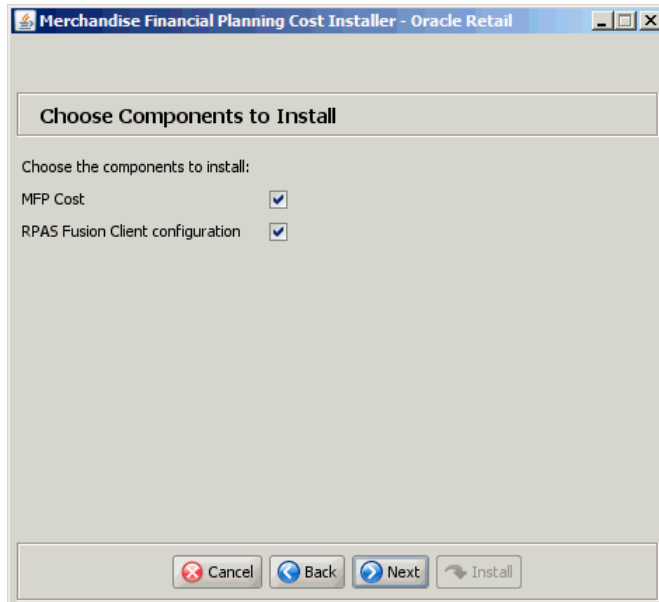 Merchandise Financial Planning Cost Installer - Oracle Retail
Choose Components to Install
Choose the components to install:
MFP Cost
RPAS Fusion Client configuration
Cancel Back Next Install